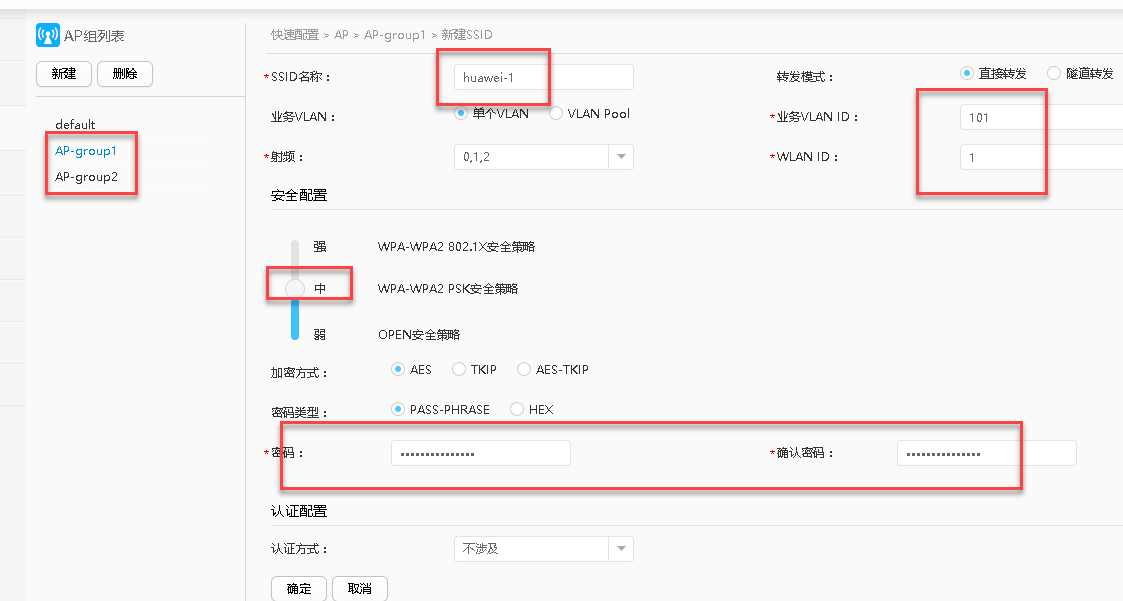 AP组列表
新建 删除
default
AP-group1
AP-group2
快速配置 > AP > AP-group1 > 新建SSID
*SSID名称： huawei-1 转发模式： 直接转发 隧道转发
业务VLAN： 单个VLAN VLAN Pool *业务VLAN ID： 101
*射频： 0,1,2 *WLAN ID： 1
安全配置
强 WPA-WPA2 802.1X安全策略
中 WPA-WPA2 PSK安全策略
弱 OPEN安全策略
加密方式： AES TKIP AES-TKIP
密码类型： PASS-PHRASE HEX
*密码： ••••••••••••••• *确认密码： •••••••••••••••
认证配置
认证方式： 不涉及
确定 取消